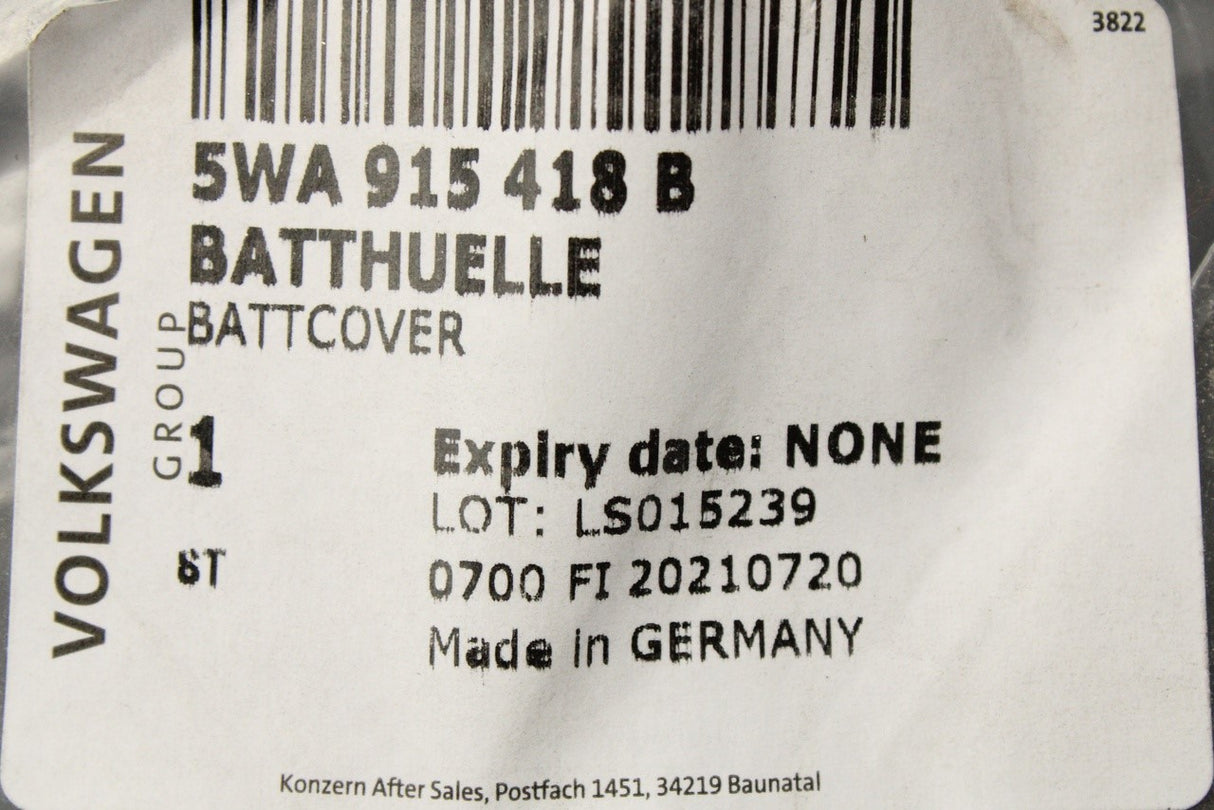 3822
5WA 915 418 B
BATTHUELLE
BATTCOVER
VOLKSWAGEN
GROUP
1
Expiry date: NONE
LOT: LS015239
ST
0700 FI 20210720
Made in GERMANY
Konzern After Sales, Postfach 1451, 34219 Baunatal